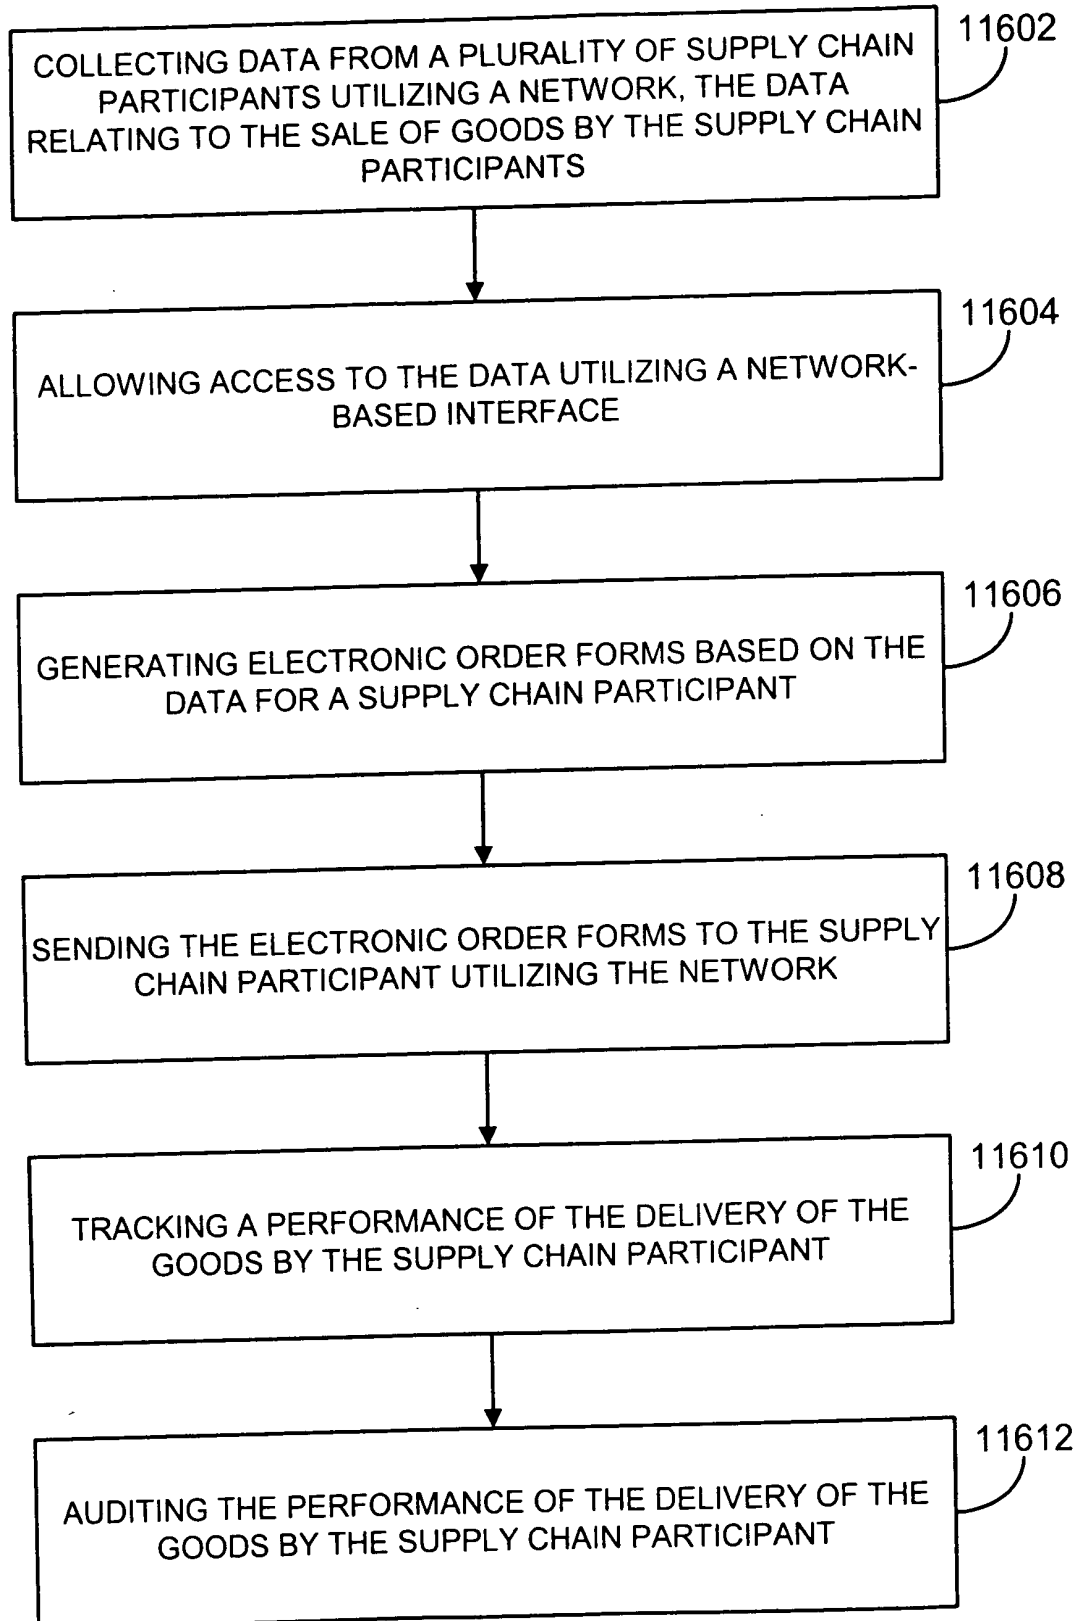 11602
COLLECTING DATA FROM A PLURALITY OF SUPPLY CHAIN
PARTICIPANTS UTILIZING A NETWORK, THE DATA
RELATING TO THE SALE OF GOODS BY THE SUPPLY CHAIN
PARTICIPANTS
11604
ALLOWING ACCESS TO THE DATA UTILIZING A NETWORK-
BASED INTERFACE
11606
GENERATING ELECTRONIC ORDER FORMS BASED ON THE
DATA FOR A SUPPLY CHAIN PARTICIPANT
11608
SENDING THE ELECTRONIC ORDER FORMS TO THE SUPPLY
CHAIN PARTICIPANT UTILIZING THE NETWORK
11610
TRACKING A PERFORMANCE OF THE DELIVERY OF THE
GOODS BY THE SUPPLY CHAIN PARTICIPANT
11612
AUDITING THE PERFORMANCE OF THE DELIVERY OF THE
GOODS BY THE SUPPLY CHAIN PARTICIPANT